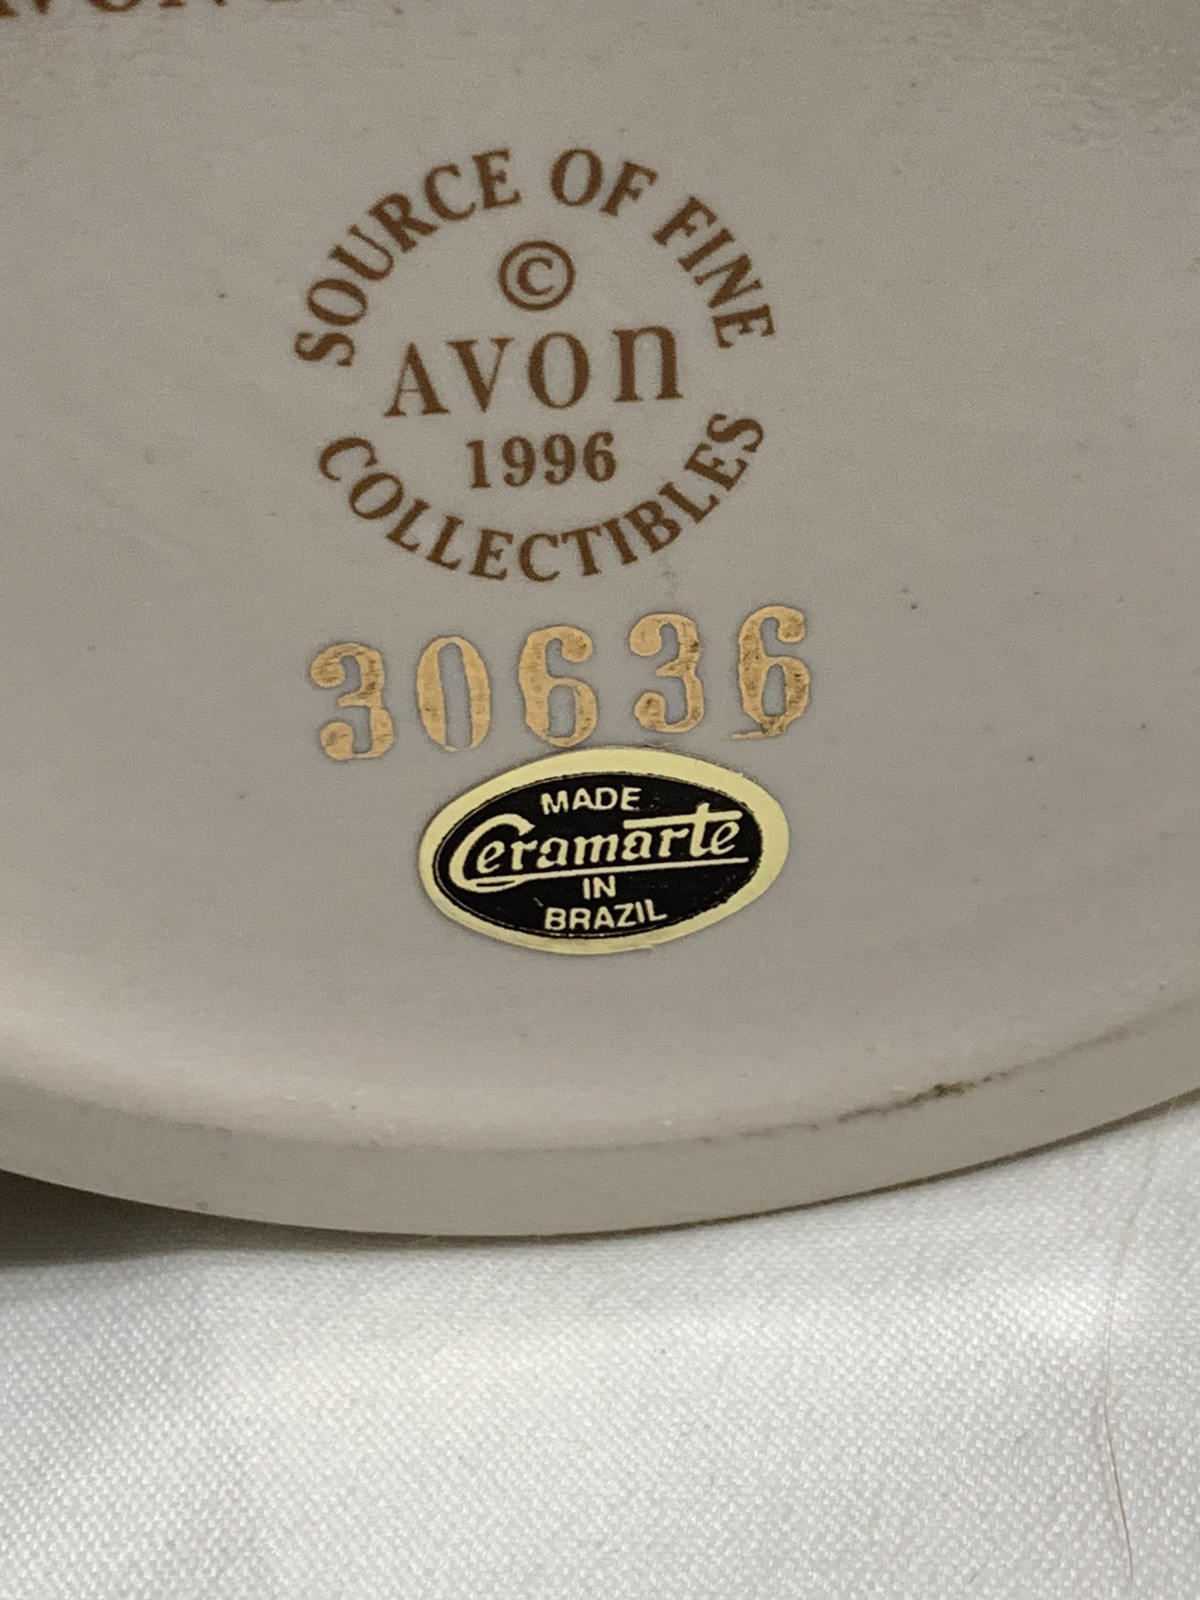 SOURCE OF FINE
©
AVON
1996
COLLECTIBLES
30636
MADE
Ceramarte
IN
BRAZIL